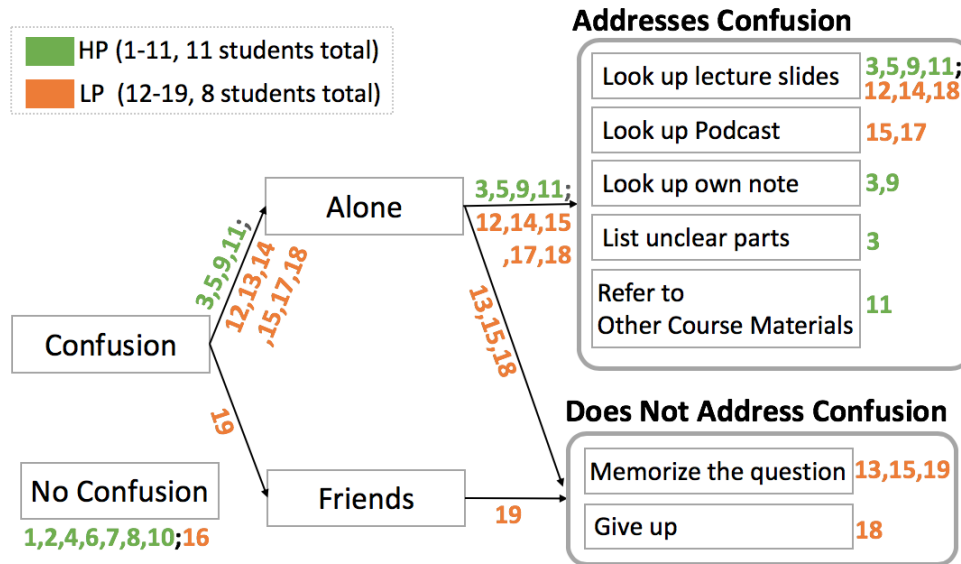 Addresses Confusion
HP (1-11, 11 students total)
LP (12-19, 8 students total)
Look up lecture slides
3,5,9,11;
12,14,18
Look up Podcast
15,17
Look up own note
3,9
List unclear parts
3
Refer to
Other Course Materials
11
Alone
3,5,9,11;
12,14,15
,17,18
3,5,9,11;
12,13,14
,15,17,18
13,15,18
Confusion
19
Does Not Address Confusion
Memorize the question
13,15,19
Give up
18
Friends
19
No Confusion
1,2,4,6,7,8,10;16